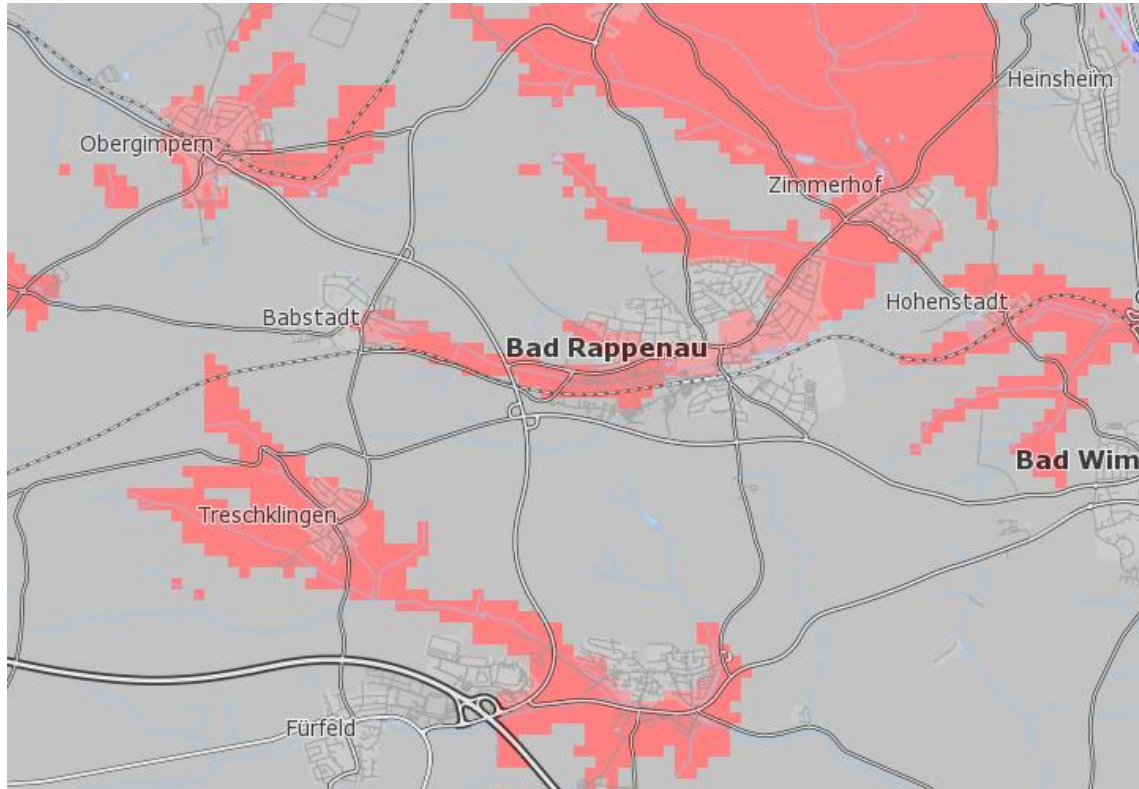 Heinsheim
Obergimpern
Zimmerhof
Hohenstadt
Babstadt
Bad Rappenau
Bad Wim
Treschklingen
Fürfeld